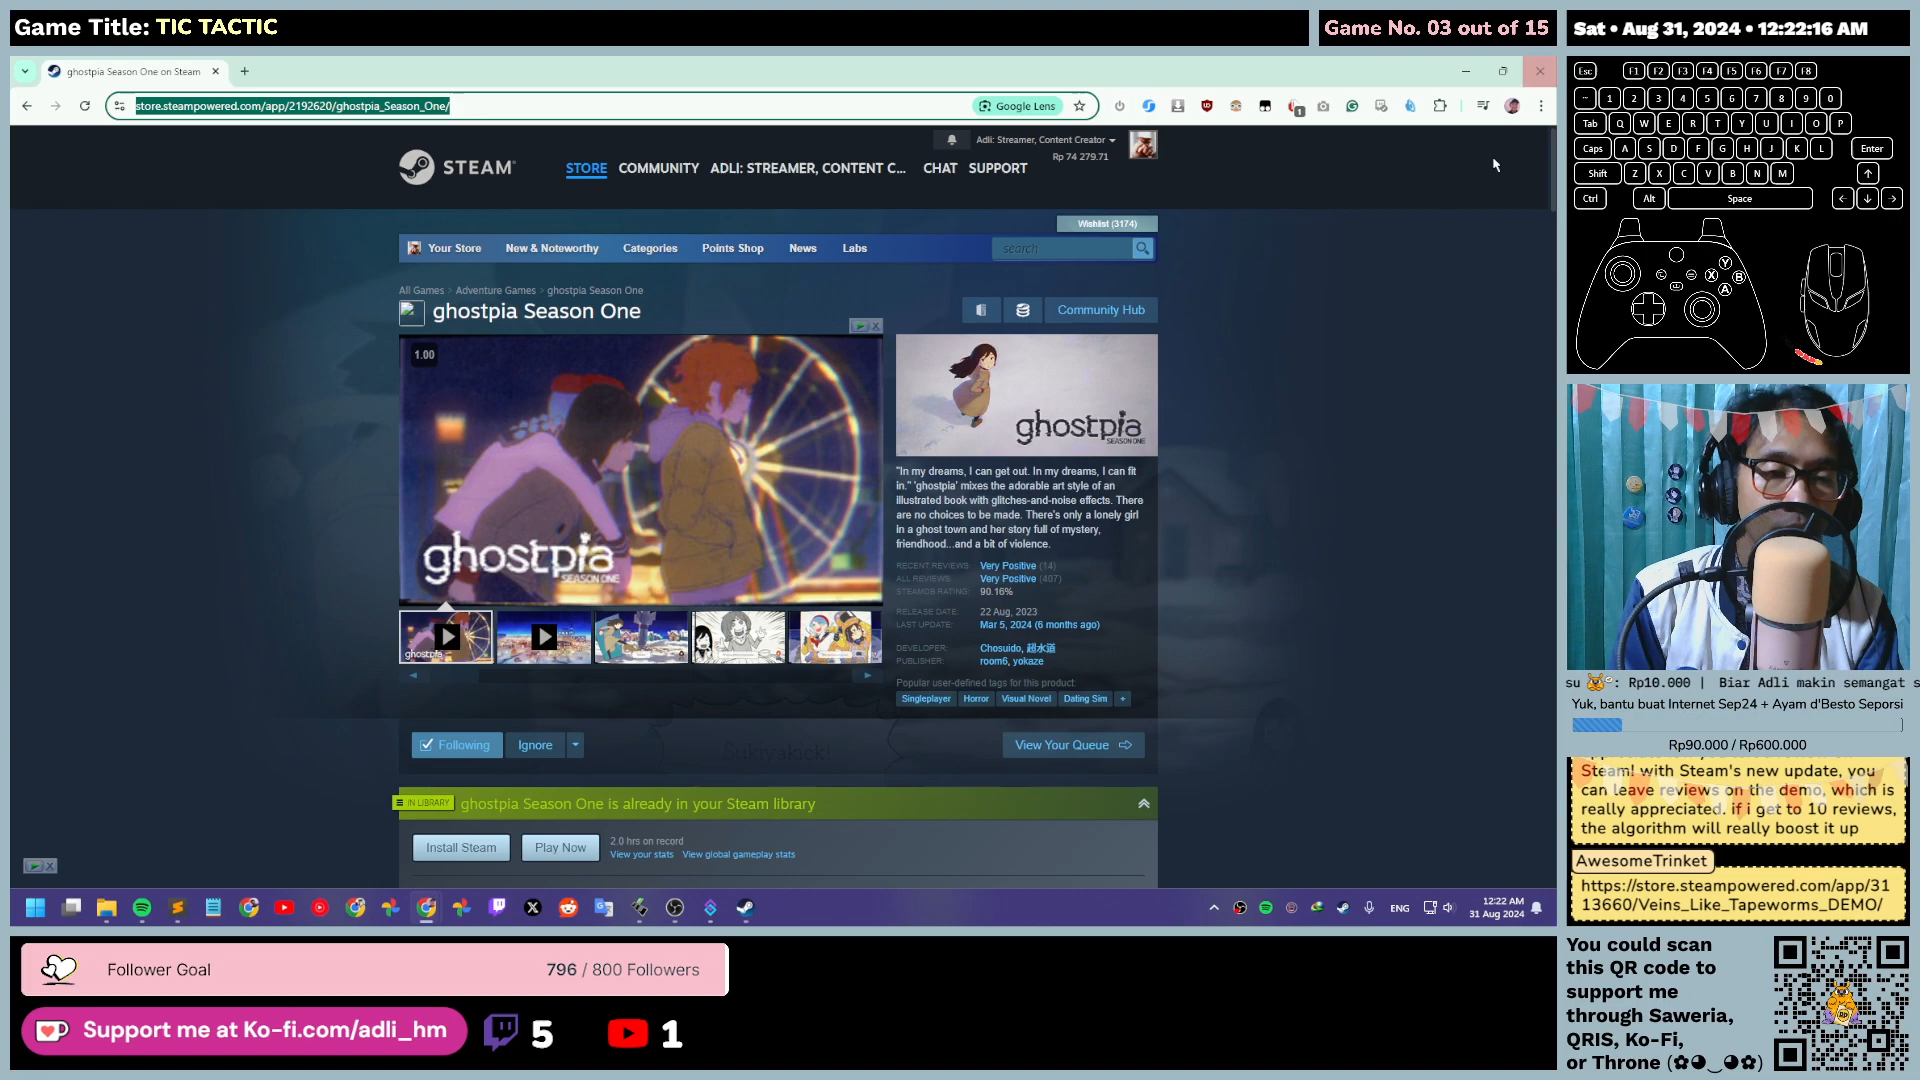 Game Title: TIC TACTIC
Game No. 03 out of 15
Sat • Aug 31, 2024 • 12:22:16 AM
ghostpia Season One on Steam
store.steampowered.com/app/2192620/ghostpia_Season_One/
Google Lens
Esc F1 F2 F3 F4 F5 F6 F7 F8
~ 1 2 3 4 5 6 7 8 9 0
Tab Q W E R T Y U I O P
Caps A S D F G H J K L Enter
Shift Z X C V B N M ↑
Ctrl Alt Space ← ↓ →
Y
X B
A
STEAM
STORE COMMUNITY ADLI: STREAMER, CONTENT C... CHAT SUPPORT
Adli: Streamer, Content Creator
Rp 74 279.71
Wishlist (3174)
Your Store New & Noteworthy Categories Points Shop News Labs
search
All Games > Adventure Games > ghostpia Season One
ghostpia Season One
Community Hub
1.00
ghostpia
SEASON ONE
ghostpia
SEASON ONE
"In my dreams, I can get out. In my dreams, I can fit
in." 'ghostpia' mixes the adorable art style of an
illustrated book with glitches-and-noise effects. There
are no choices to be made. There's only a lonely girl
in a ghost town and her story full of mystery,
friendhood...and a bit of violence.
RECENT REVIEWS: Very Positive (14)
ALL REVIEWS: Very Positive (407)
STEAMDB RATING: 90.16%
RELEASE DATE: 22 Aug, 2023
LAST UPDATE: Mar 5, 2024 (6 months ago)
DEVELOPER: Chosuido, 超水道
PUBLISHER: room6, yokaze
Popular user-defined tags for this product:
Singleplayer Horror Visual Novel Dating Sim +
ghostpia
Following Ignore
Sukiyakick!
View Your Queue
IN LIBRARY ghostpia Season One is already in your Steam library
Install Steam Play Now
2.0 hrs on record
View your stats View global gameplay stats
ENG
12:22 AM
31 Aug 2024
su : Rp10.000 | Biar Adli makin semangat s
Yuk, bantu buat Internet Sep24 + Ayam d'Besto Seporsi
Rp90.000 / Rp600.000
Steam! with Steam's new update, you
can leave reviews on the demo, which is
really appreciated. if i get to 10 reviews,
the algorithm will really boost it up
AwesomeTrinket
https://store.steampowered.com/app/31
13660/Veins_Like_Tapeworms_DEMO/
Follower Goal
796 / 800 Followers
Support me at Ko-fi.com/adli_hm
5
1
You could scan
this QR code to
support me
through Saweria,
QRIS, Ko-Fi,
or Throne (✿◕‿◕✿)